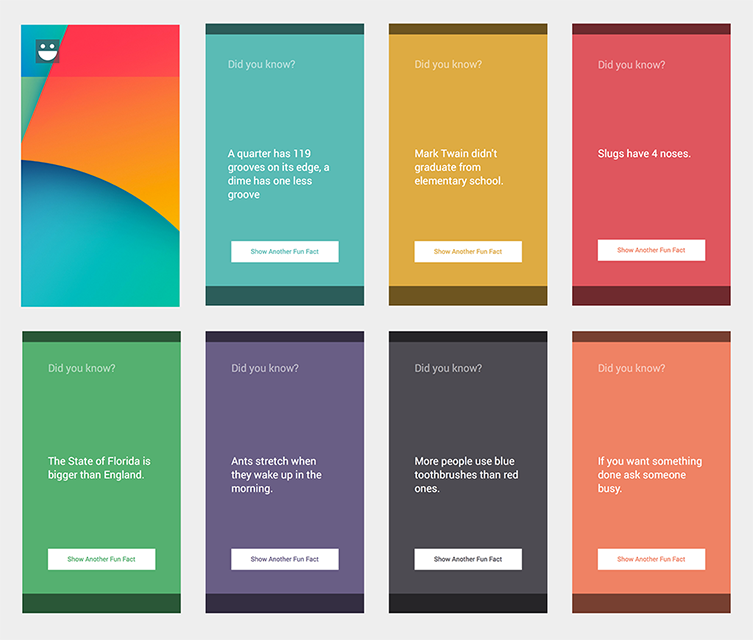 Did you know?
A quarter has 119
grooves on its edge, a
dime has one less
groove
Show Another Fun Fact
Did you know?
Mark Twain didn't
graduate from
elementary school.
Show Another Fun Fact
Did you know?
Slugs have 4 noses.
Show Another Fun Fact
Did you know?
The State of Florida is
bigger than England.
Show Another Fun Fact
Did you know?
Ants stretch when
they wake up in the
morning.
Show Another Fun Fact
Did you know?
More people use blue
toothbrushes than red
ones.
Show Another Fun Fact
Did you know?
If you want something
done ask someone
busy.
Show Another Fun Fact